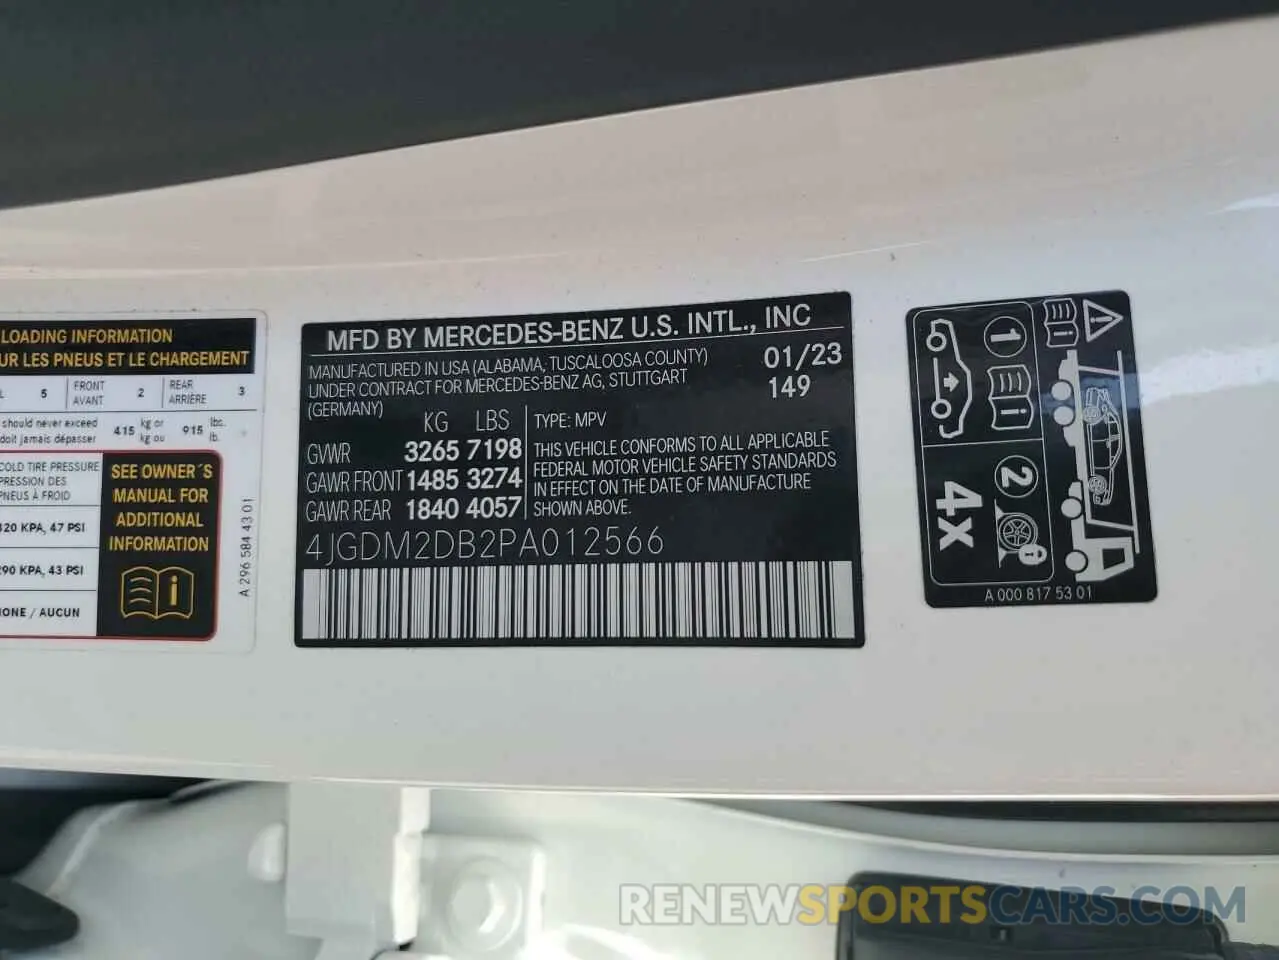 LOADING INFORMATION
UR LES PNEUS ET LE CHARGEMENT
5 FRONT AVANT 2 REAR ARRIÈRE 3
should never exceed 415 kg or 915 lbs.
doit jamais dépasser kg ou lb.
COLD TIRE PRESSURE
PRESSION DES
PNEUS À FROID
320 KPA, 47 PSI
290 KPA, 43 PSI
NONE / AUCUN
SEE OWNER'S
MANUAL FOR
ADDITIONAL
INFORMATION
A 296 584 43 01
MFD BY MERCEDES-BENZ U.S. INTL., INC
MANUFACTURED IN USA (ALABAMA, TUSCALOOSA COUNTY)
UNDER CONTRACT FOR MERCEDES-BENZ AG, STUTTGART
(GERMANY)
01/23
149
KG LBS
GVWR 3265 7198
GAWR FRONT 1485 3274
GAWR REAR 1840 4057
TYPE: MPV
THIS VEHICLE CONFORMS TO ALL APPLICABLE
FEDERAL MOTOR VEHICLE SAFETY STANDARDS
IN EFFECT ON THE DATE OF MANUFACTURE
SHOWN ABOVE.
4JGDM2DB2PA012566
1
2
4x
A 000 817 53 01
RENEWSPORTSCARS.COM